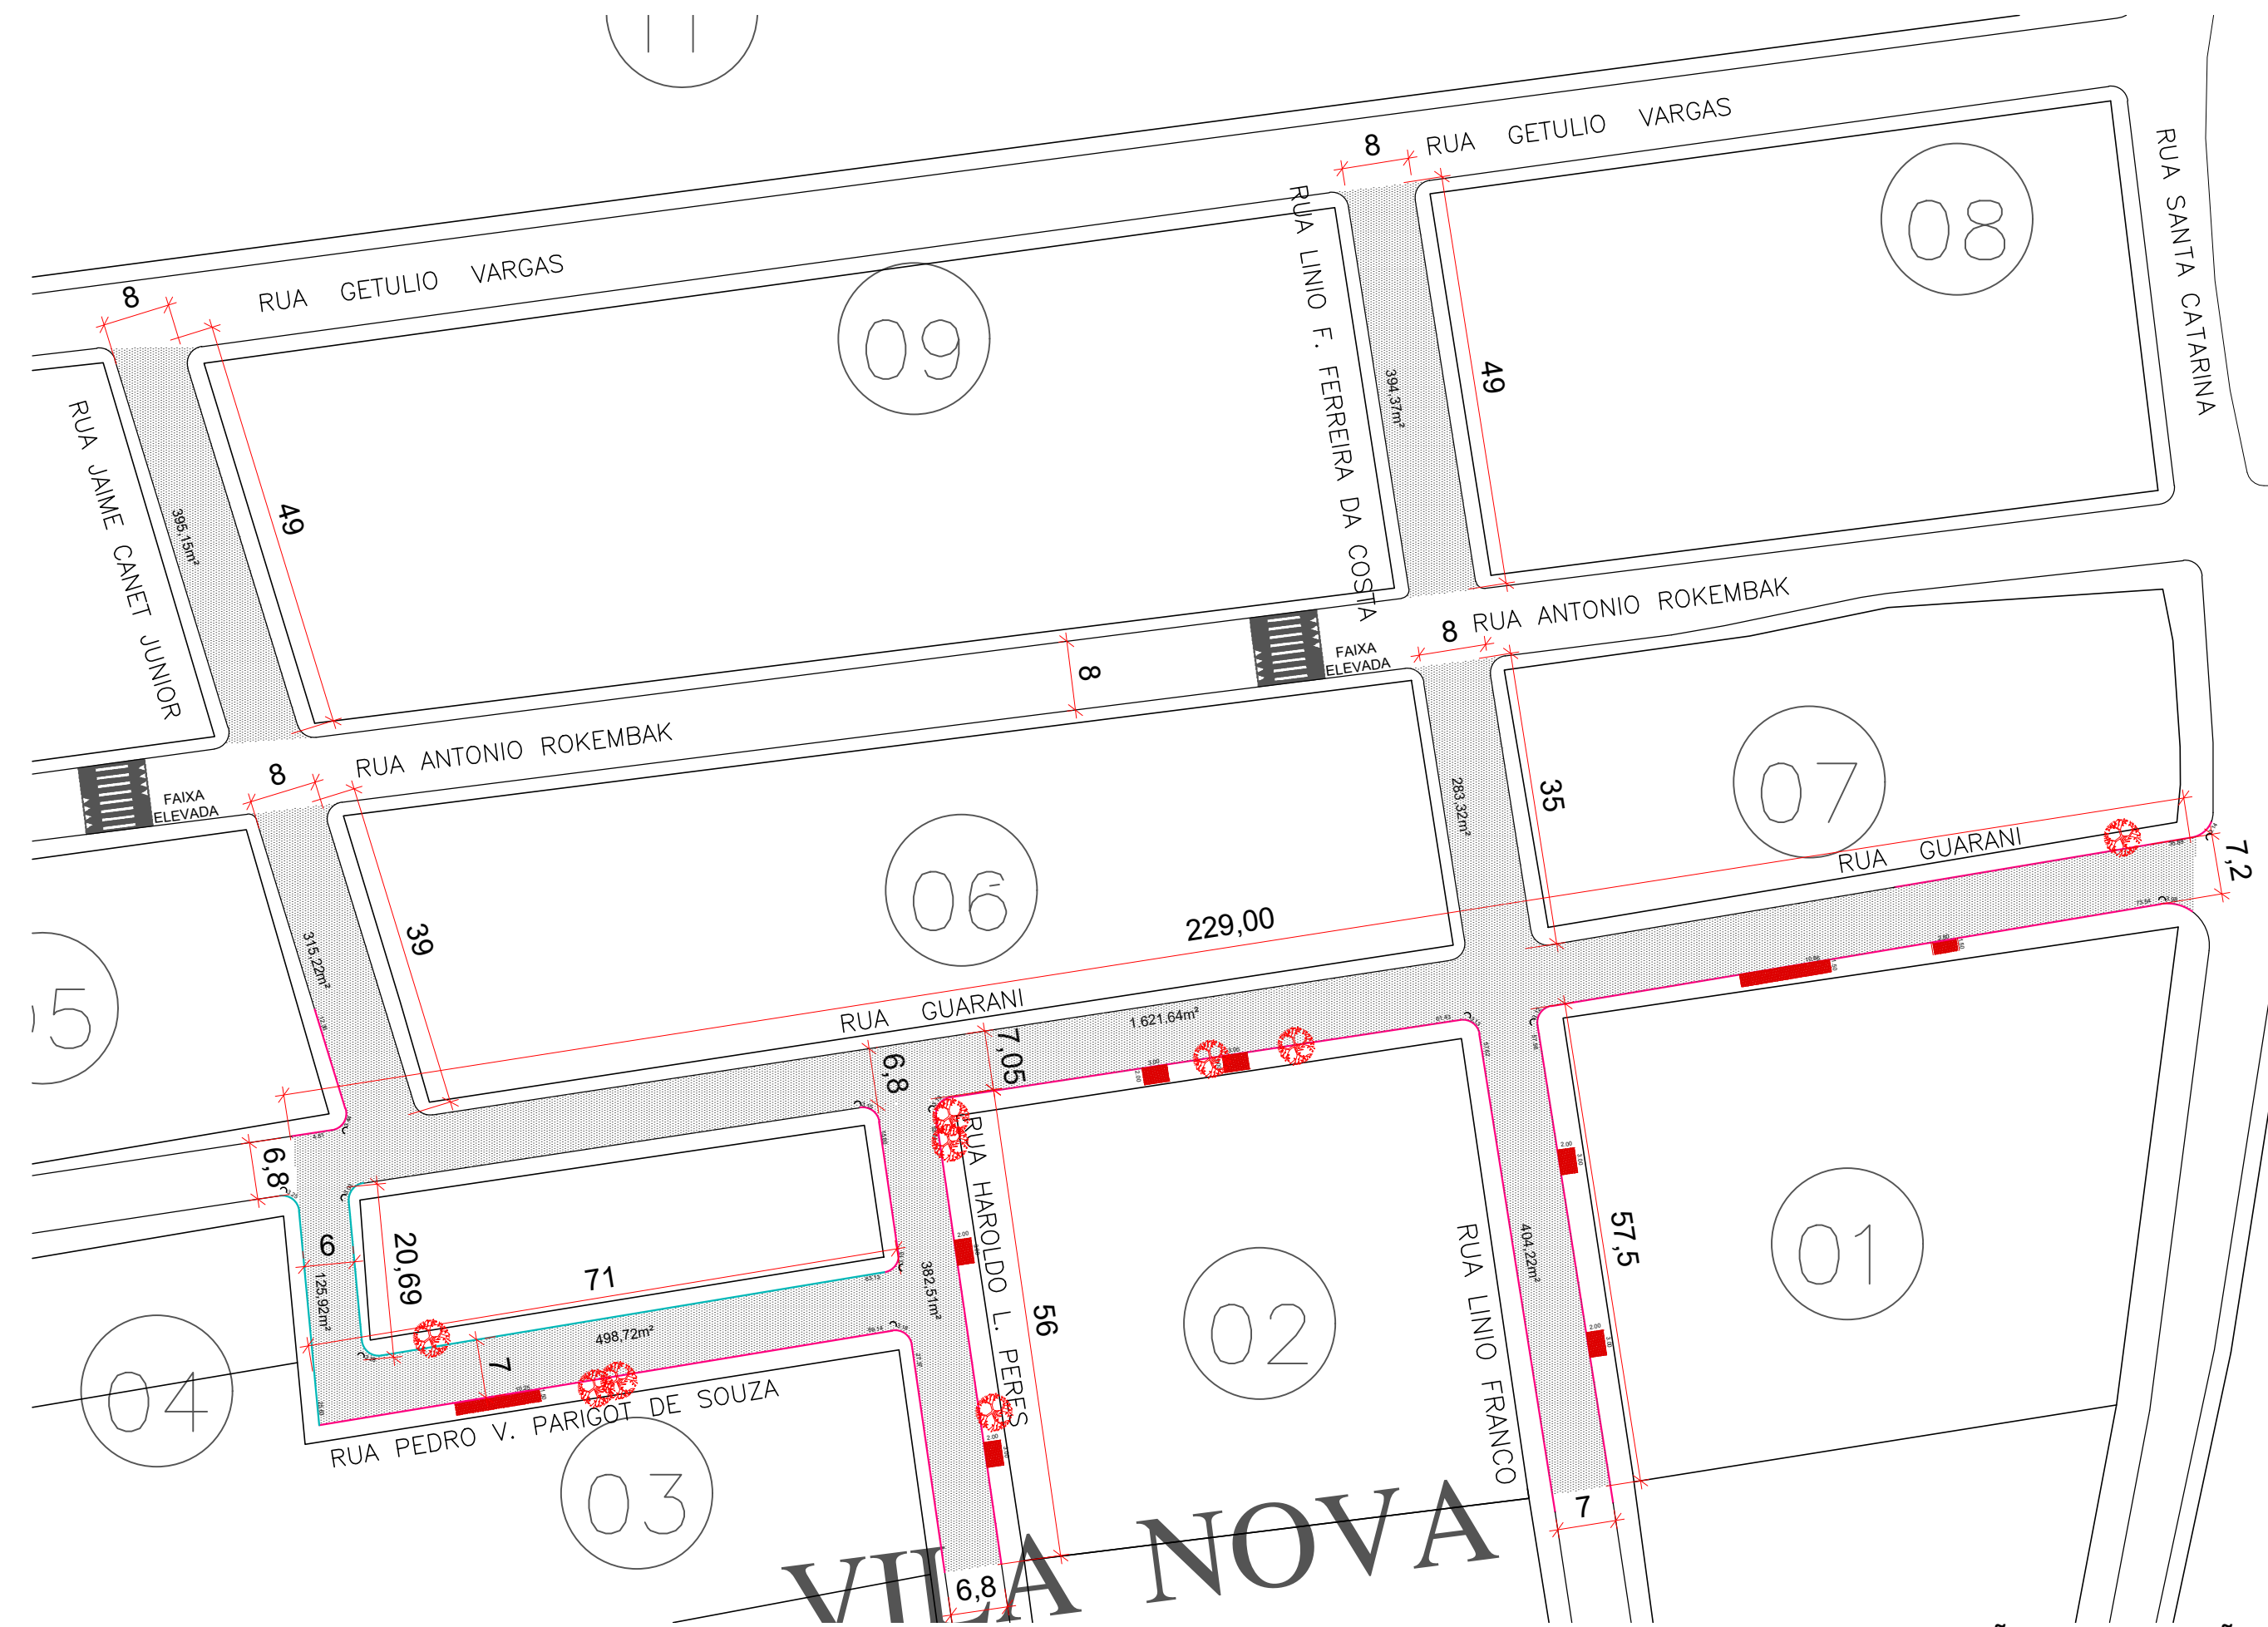 11
8
RUA GETULIO VARGAS
RUA SANTA CATARINA
08
RUA LINIO F. FERREIRA DA COSTA
394,37m²
49
RUA GETULIO VARGAS
8
09
RUA JAIME CANET JUNIOR
395,15m²
49
8
RUA ANTONIO ROKEMBAK
FAIXA
ELEVADA
8
RUA ANTONIO ROKEMBAK
8
FAIXA
ELEVADA
283,32m²
35
07
RUA GUARANI
7,2
05
315,22m²
39
06
229,00
RUA GUARANI
1.621,64m²
7,05
6,8
6,8
6
125,92m²
20,69
71
498,72m²
7
382,51m²
RUA HAROLDO L. PERES
56
02
RUA LINIO FRANCO
404,22m²
57,5
01
04
RUA PEDRO V. PARIGOT DE SOUZA
03
7
6,8
VILA NOVA